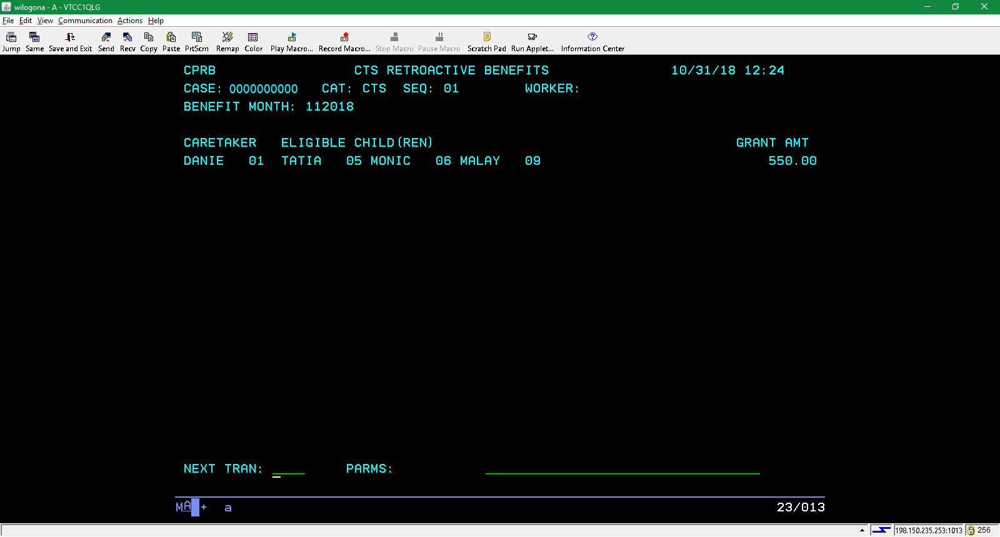 wilogona - A - VTCC1QLG
File Edit View Communication Actions Help
Jump Same Save and Exit Send Recv Copy Paste PrtScrn Remap Color Play Macro... Record Macro... Stop Macro Pause Macro Scratch Pad Run Applet... Information Center
CPRB CTS RETROACTIVE BENEFITS 10/31/18 12:24
CASE: 0000000000 CAT: CTS SEQ: 01 WORKER:
BENEFIT MONTH: 112018
CARETAKER ELIGIBLE CHILD(REN) GRANT AMT
DANIE 01 TATIA 05 MONIC 06 MALAY 09 550.00
NEXT TRAN: ____ PARMS: ____
MA + a 23/013
198.150.235.253:1013 256